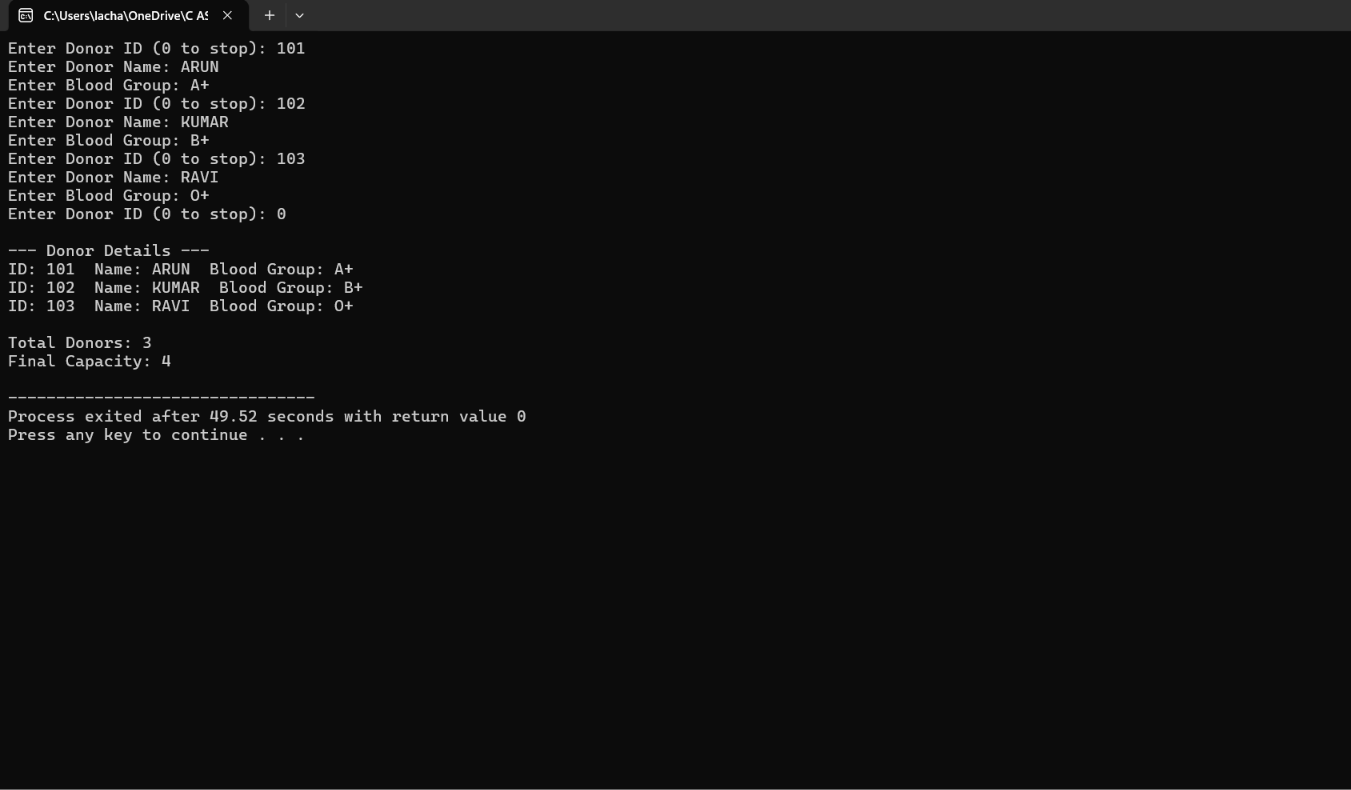 C:\Users\lacha\OneDrive\C AS
Enter Donor ID (0 to stop): 101
Enter Donor Name: ARUN
Enter Blood Group: A+
Enter Donor ID (0 to stop): 102
Enter Donor Name: KUMAR
Enter Blood Group: B+
Enter Donor ID (0 to stop): 103
Enter Donor Name: RAVI
Enter Blood Group: O+
Enter Donor ID (0 to stop): 0
--- Donor Details ---
ID: 101  Name: ARUN  Blood Group: A+
ID: 102  Name: KUMAR  Blood Group: B+
ID: 103  Name: RAVI  Blood Group: O+
Total Donors: 3
Final Capacity: 4
--------------------------------
Process exited after 49.52 seconds with return value 0
Press any key to continue . . .